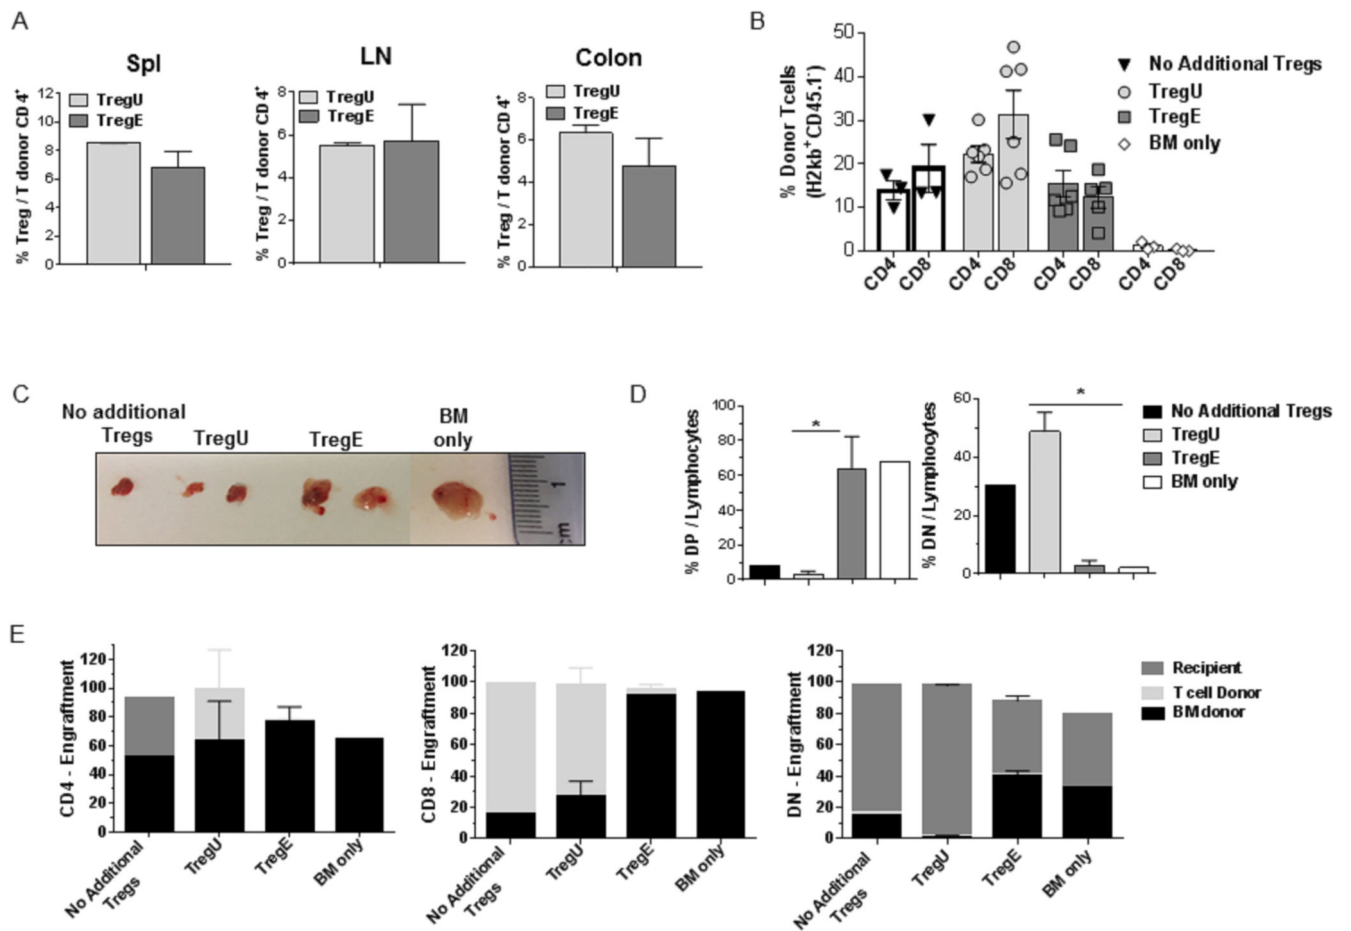 A
Spl
TregU
TregE
% Treg / T donor CD4+
12
10
8
6
4
2
0
LN
TregU
TregE
% Treg / T donor CD4+
8
6
4
2
0
Colon
TregU
TregE
% Treg / T donor CD4+
8
6
4
2
0
B
% Donor Tcells
(H2kb+CD45.1-)
50
40
30
20
10
0
CD4
CD8
CD4
CD8
CD4
CD8
CD4
CD8
No Additional Tregs
TregU
TregE
BM only
C
No additional
Tregs
TregU
TregE
BM
only
1
D
% DP / Lymphocytes
100
80
60
40
20
0
*
% DN / Lymphocytes
60
40
20
0
*
No Additional Tregs
TregU
TregE
BM only
E
CD4 - Engraftment
120
100
80
60
40
20
0
No Additional
Tregs
TregU
TregE
BM only
CD8 - Engraftment
120
100
80
60
40
20
0
No Additional
Tregs
TregU
TregE
BM only
DN - Engraftment
120
100
80
60
40
20
0
No Additional
Tregs
TregU
TregE
BM only
Recipient
T cell Donor
BM donor